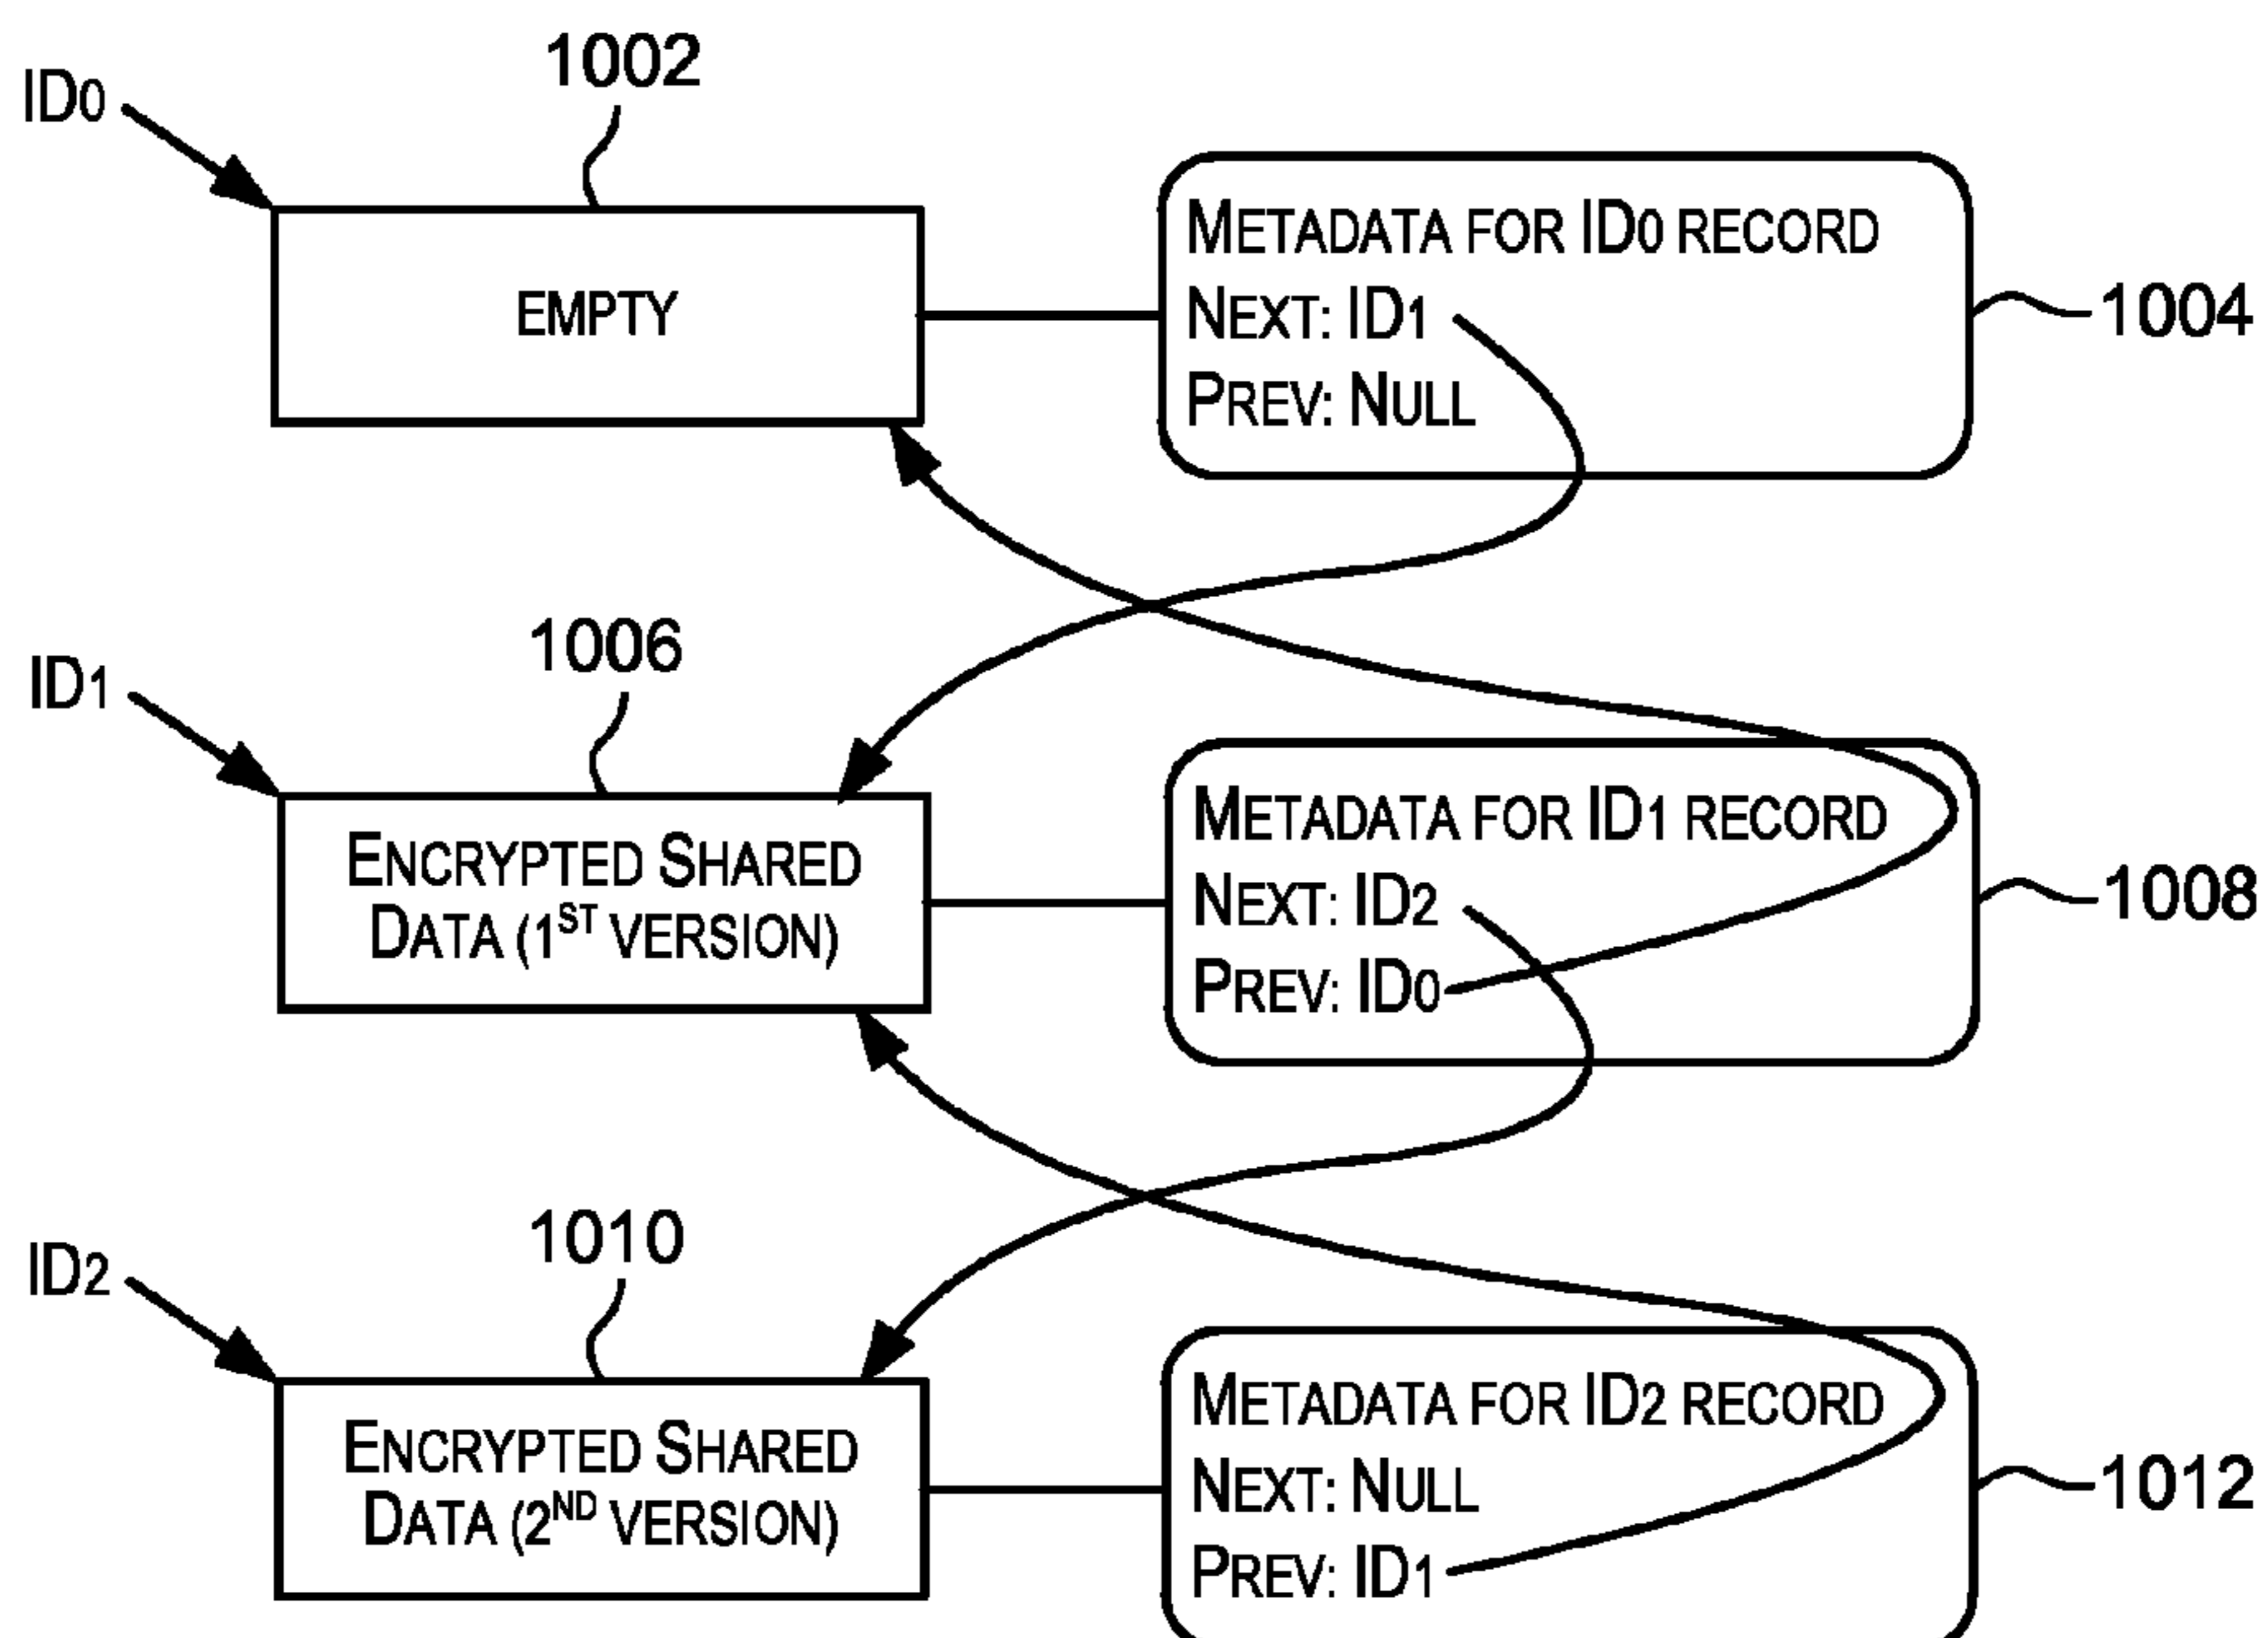 1002
ID0
EMPTY
METADATA FOR ID0 RECORD
NEXT: ID1
PREV: NULL
1004
1006
ID1
ENCRYPTED SHARED
DATA (1ST VERSION)
METADATA FOR ID1 RECORD
NEXT: ID2
PREV: ID0
1008
1010
ID2
ENCRYPTED SHARED
DATA (2ND VERSION)
METADATA FOR ID2 RECORD
NEXT: NULL
PREV: ID1
1012